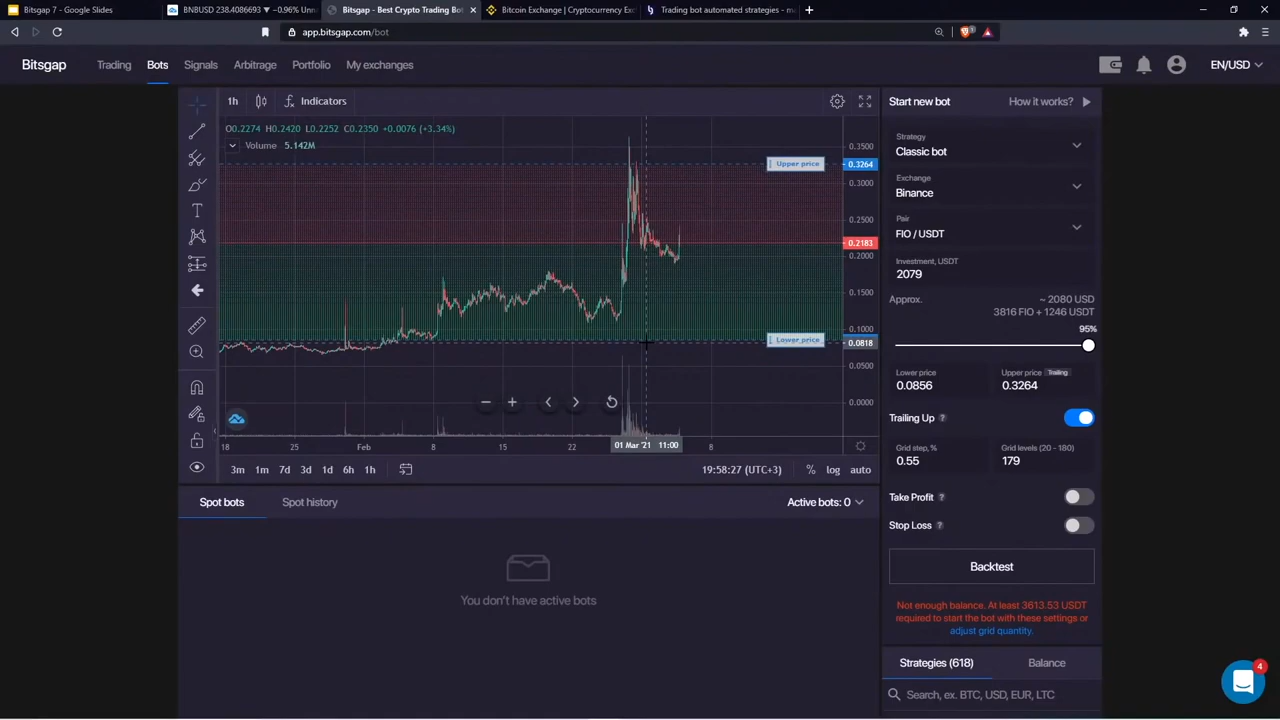 Bitsgap 7 - Google Slides
BNBUSD 238.4086693 ▼ −0.96% Unn
Bitsgap - Best Crypto Trading Bot
Bitcoin Exchange | Cryptocurrency Exc
Trading bot automated strategies - ma
app.bitsgap.com/bot
Bitsgap
Trading
Bots
Signals
Arbitrage
Portfolio
My exchanges
EN/USD
1h
Indicators
O0.2274 H0.2420 L0.2252 C0.2350 +0.0076 (+3.34%)
Volume 5.142M
Upper price
Lower price
0.3500
0.3264
0.3000
0.2500
0.2183
0.2000
0.1500
0.1000
0.0818
0.0500
0.0000
18
25
Feb
8
15
22
01 Mar '21 11:00
8
3m 1m 7d 3d 1d 6h 1h
19:58:27 (UTC+3)
% log auto
Spot bots
Spot history
Active bots: 0
You don't have active bots
Start new bot
How it works?
Strategy
Classic bot
Exchange
Binance
Pair
FIO / USDT
Investment, USDT
2079
Approx.
~ 2080 USD
3816 FIO + 1246 USDT
95%
Lower price
0.0856
Upper price Trailing
0.3264
Trailing Up ?
Grid step, %
0.55
Grid levels (20 - 180)
179
Take Profit ?
Stop Loss ?
Backtest
Not enough balance. At least 3613.53 USDT
required to start the bot with these settings or
adjust grid quantity.
Strategies (618)
Balance
Search, ex. BTC, USD, EUR, LTC
4